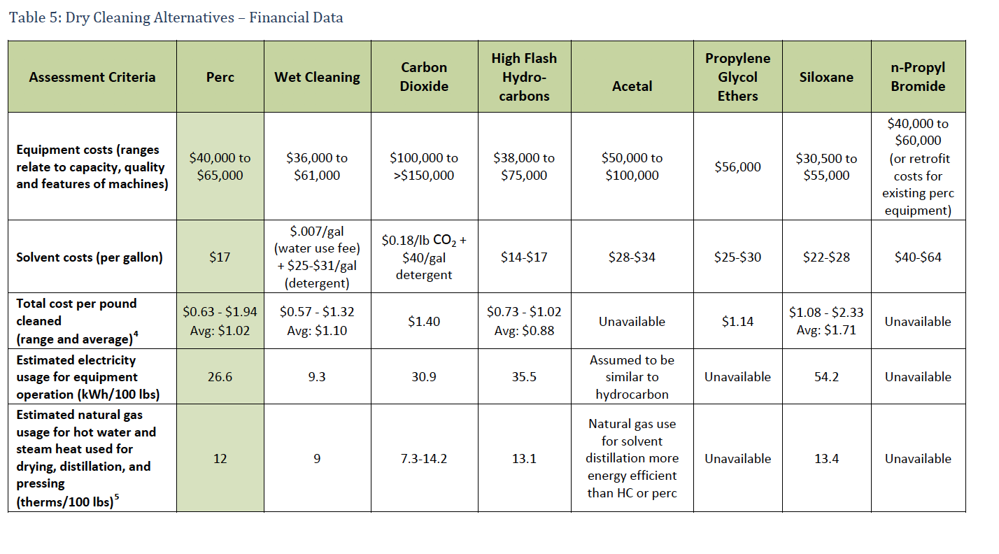 Table 5: Dry Cleaning Alternatives – Financial Data
Assessment Criteria
Perc
Wet Cleaning
Carbon
Dioxide
High Flash
Hydro-
carbons
Acetal
Propylene
Glycol
Ethers
Siloxane
n-Propyl
Bromide
Equipment costs (ranges
relate to capacity, quality
and features of machines)
$40,000 to
$65,000
$36,000 to
$61,000
$100,000 to
>$150,000
$38,000 to
$75,000
$50,000 to
$100,000
$56,000
$30,500 to
$55,000
$40,000 to
$60,000
(or retrofit
costs for
existing perc
equipment)
Solvent costs (per gallon)
$17
$.007/gal
(water use fee)
+ $25-$31/gal
(detergent)
$0.18/lb CO₂ +
$40/gal
detergent
$14-$17
$28-$34
$25-$30
$22-$28
$40-$64
Total cost per pound
cleaned
(range and average)⁴
$0.63 - $1.94
Avg: $1.02
$0.57 - $1.32
Avg: $1.10
$1.40
$0.73 - $1.02
Avg: $0.88
Unavailable
$1.14
$1.08 - $2.33
Avg: $1.71
Unavailable
Estimated electricity
usage for equipment
operation (kWh/100 lbs)
26.6
9.3
30.9
35.5
Assumed to be
similar to
hydrocarbon
Unavailable
54.2
Unavailable
Estimated natural gas
usage for hot water and
steam heat used for
drying, distillation, and
pressing
(therms/100 lbs)⁵
12
9
7.3-14.2
13.1
Natural gas use
for solvent
distillation more
energy efficient
than HC or perc
Unavailable
13.4
Unavailable